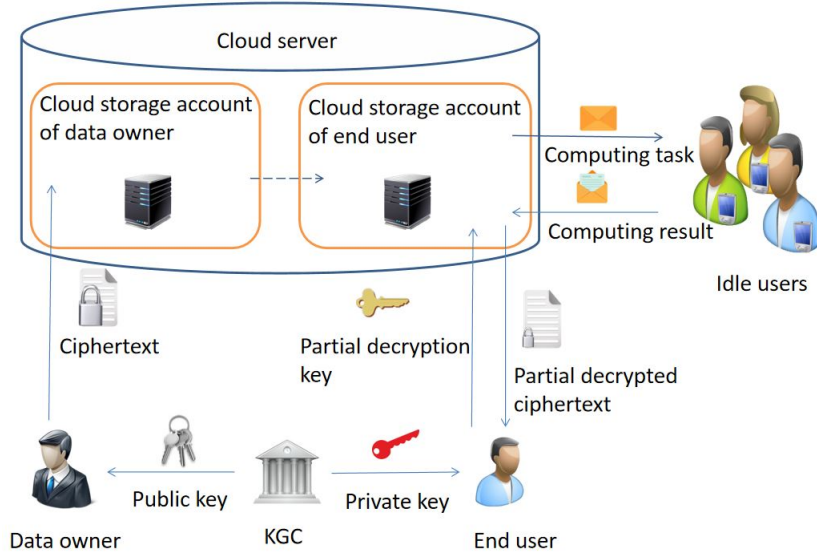 Cloud server
Cloud storage account
of data owner
Cloud storage account
of end user
Computing task
Computing result
Idle users
Ciphertext
Partial decryption
key
Partial decrypted
ciphertext
Public key
Private key
Data owner
KGC
End user